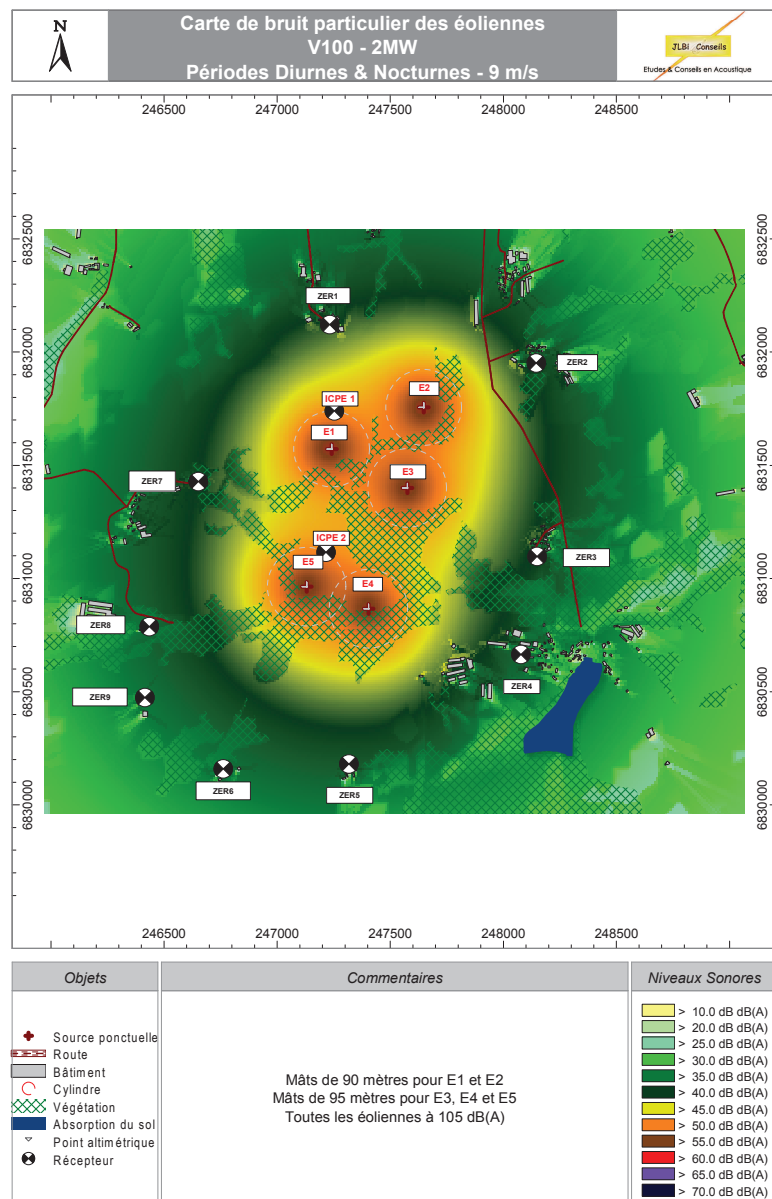 N
Carte de bruit particulier des éoliennes
V100 - 2MW
Périodes Diurnes & Nocturnes - 9 m/s
JLBi Conseils
Etudes & Conseils en Acoustique
246500 247000 247500 248000 248500
6832500 6832500
ZER1
6832000 6832000
ZER2
E2
ICPE 1
E1
6831500 6831500
E3
ZER7
ICPE 2
ZER3
E5
6831000 6831000
E4
ZER8
ZER9
6830500 6830500
ZER4
ZER6
ZER5
6830000 6830000
246500 247000 247500 248000 248500
Objets
Source ponctuelle
Route
Bâtiment
Cylindre
Végétation
Absorption du sol
Point altimétrique
Récepteur
Commentaires
Mâts de 90 mètres pour E1 et E2
Mâts de 95 mètres pour E3, E4 et E5
Toutes les éoliennes à 105 dB(A)
Niveaux Sonores
> 10.0 dB dB(A)
> 20.0 dB dB(A)
> 25.0 dB dB(A)
> 30.0 dB dB(A)
> 35.0 dB dB(A)
> 40.0 dB dB(A)
> 45.0 dB dB(A)
> 50.0 dB dB(A)
> 55.0 dB dB(A)
> 60.0 dB dB(A)
> 65.0 dB dB(A)
> 70.0 dB dB(A)